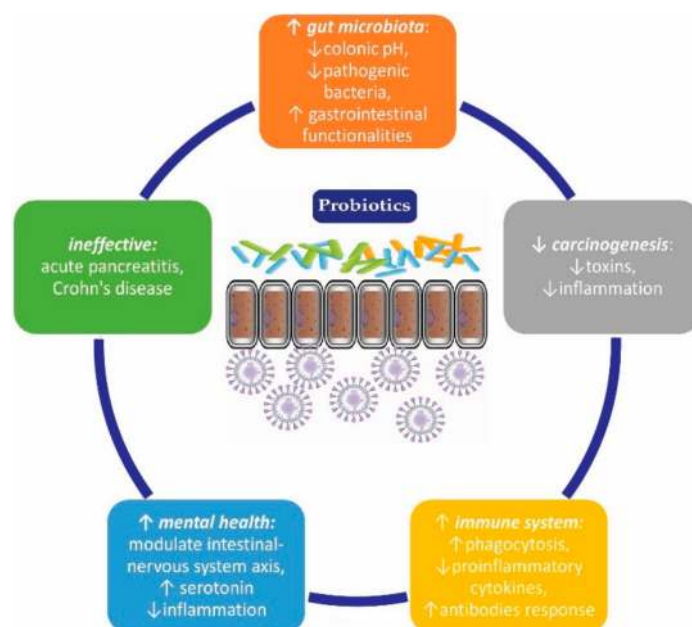 ↑ gut microbiota:
↓colonic pH,
↓pathogenic
bacteria,
↑ gastrointestinal
functionalities
Probiotics
ineffective:
acute pancreatitis,
Crohn's disease
↓ carcinogenesis:
↓toxins,
↓inflammation
↑ mental health:
modulate intestinal-
nervous system axis,
↑ serotonin
↓inflammation
↑ immune system:
↑phagocytosis,
↓proinflammatory
cytokines,
↑antibodies response